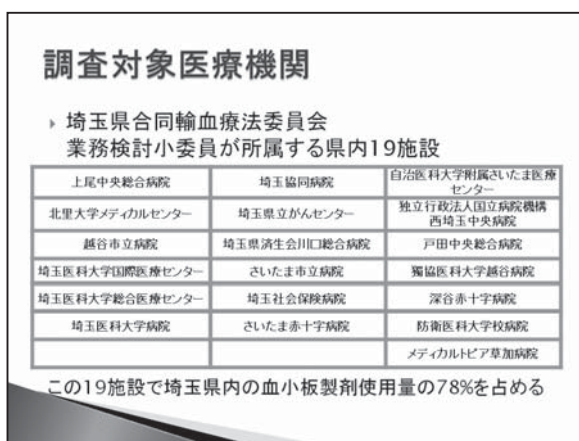 調査対象医療機関
埼玉県合同輸血療法委員会
業務検討小委員が所属する県内19施設
上尾中央総合病院 埼玉協同病院 自治医科大学附属さいたま医療センター
北里大学メディカルセンター 埼玉県立がんセンター 独立行政法人国立病院機構西埼玉中央病院
越谷市立病院 埼玉県済生会川口総合病院 戸田中央総合病院
埼玉医科大学国際医療センター さいたま市立病院 獨協医科大学越谷病院
埼玉医科大学総合医療センター 埼玉社会保険病院 深谷赤十字病院
埼玉医科大学病院 さいたま赤十字病院 防衛医科大学校病院
メディカルトピア草加病院
この19施設で埼玉県内の血小板製剤使用量の78%を占める